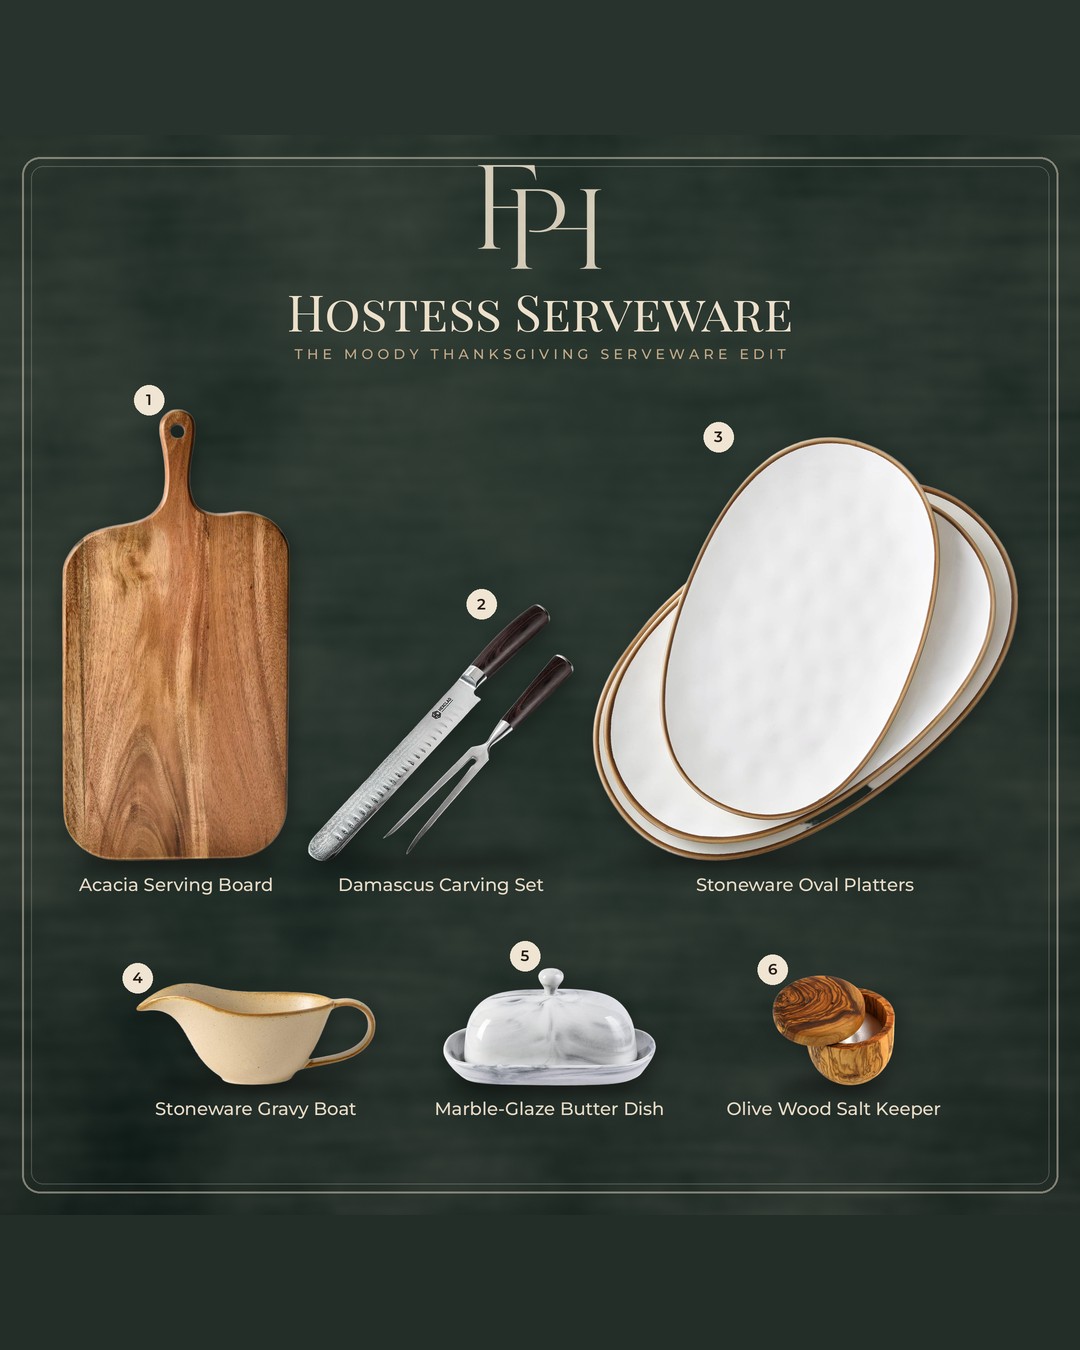 FPH
HOSTESS SERVEWARE
THE MOODY THANKSGIVING SERVEWARE EDIT
1
2
3
Acacia Serving Board
Damascus Carving Set
Stoneware Oval Platters
4
5
6
Stoneware Gravy Boat
Marble-Glaze Butter Dish
Olive Wood Salt Keeper